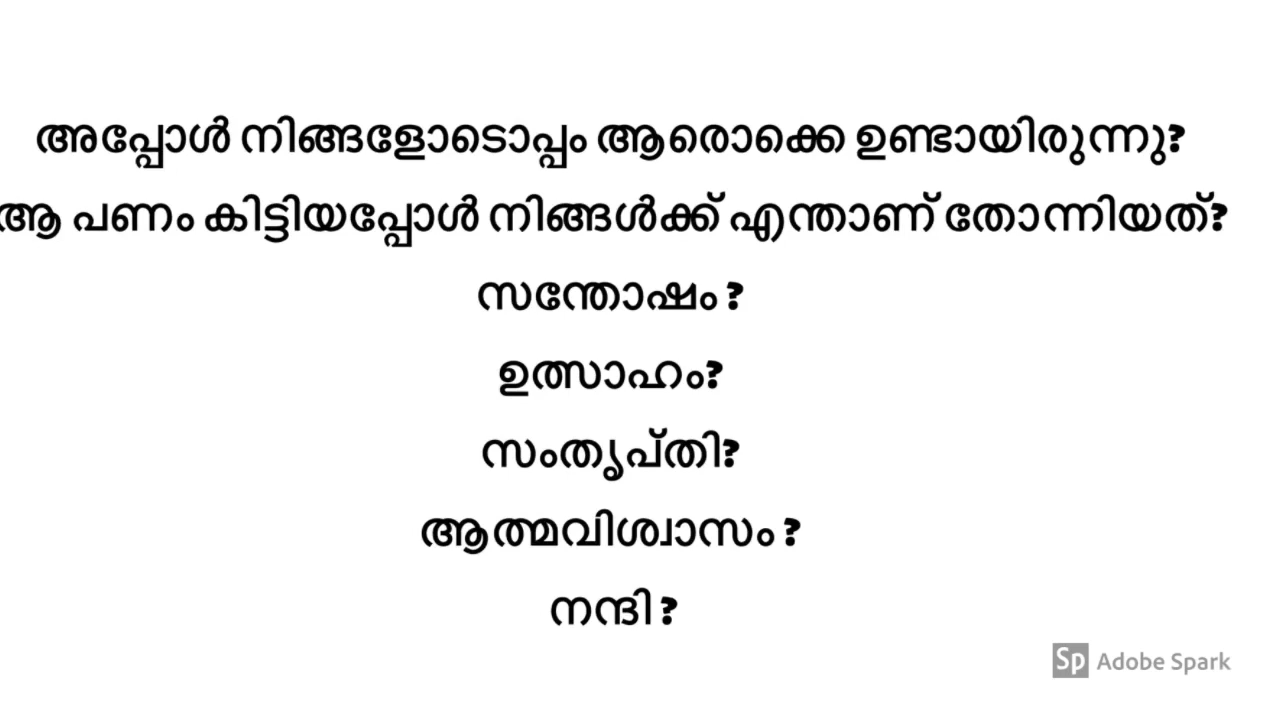 അപ്പോൾ നിങ്ങളോടൊപ്പം ആരൊക്കെ ഉണ്ടായിരുന്നു?
ആ പണം കിട്ടിയപ്പോൾ നിങ്ങൾക്ക് എന്താണ് തോന്നിയത്?
സന്തോഷം ?
ഉത്സാഹം?
സംതൃപ്തി?
ആത്മവിശ്വാസം ?
നന്ദി ?
Sp Adobe Spark